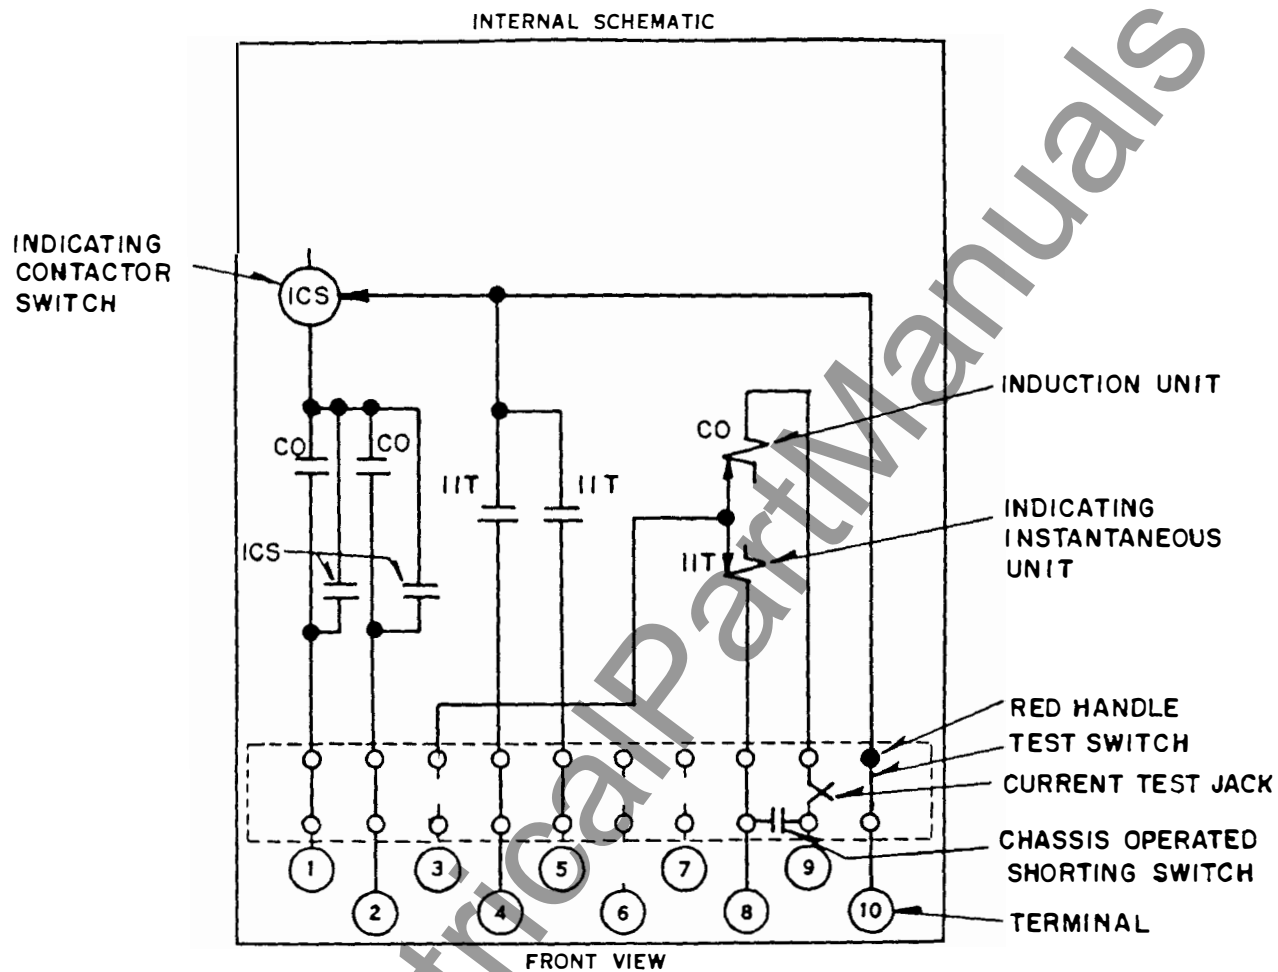 INTERNAL SCHEMATIC
INDICATING
CONTACTOR
SWITCH
ICS
INDUCTION UNIT
CO
CO
CO
IIT
IIT
INDICATING
INSTANTANEOUS
UNIT
ICS
IIT
RED HANDLE
TEST SWITCH
CURRENT TEST JACK
CHASSIS OPERATED
SHORTING SWITCH
1
3
5
7
9
2
4
6
8
10
TERMINAL
FRONT VIEW
tricalPartManuals